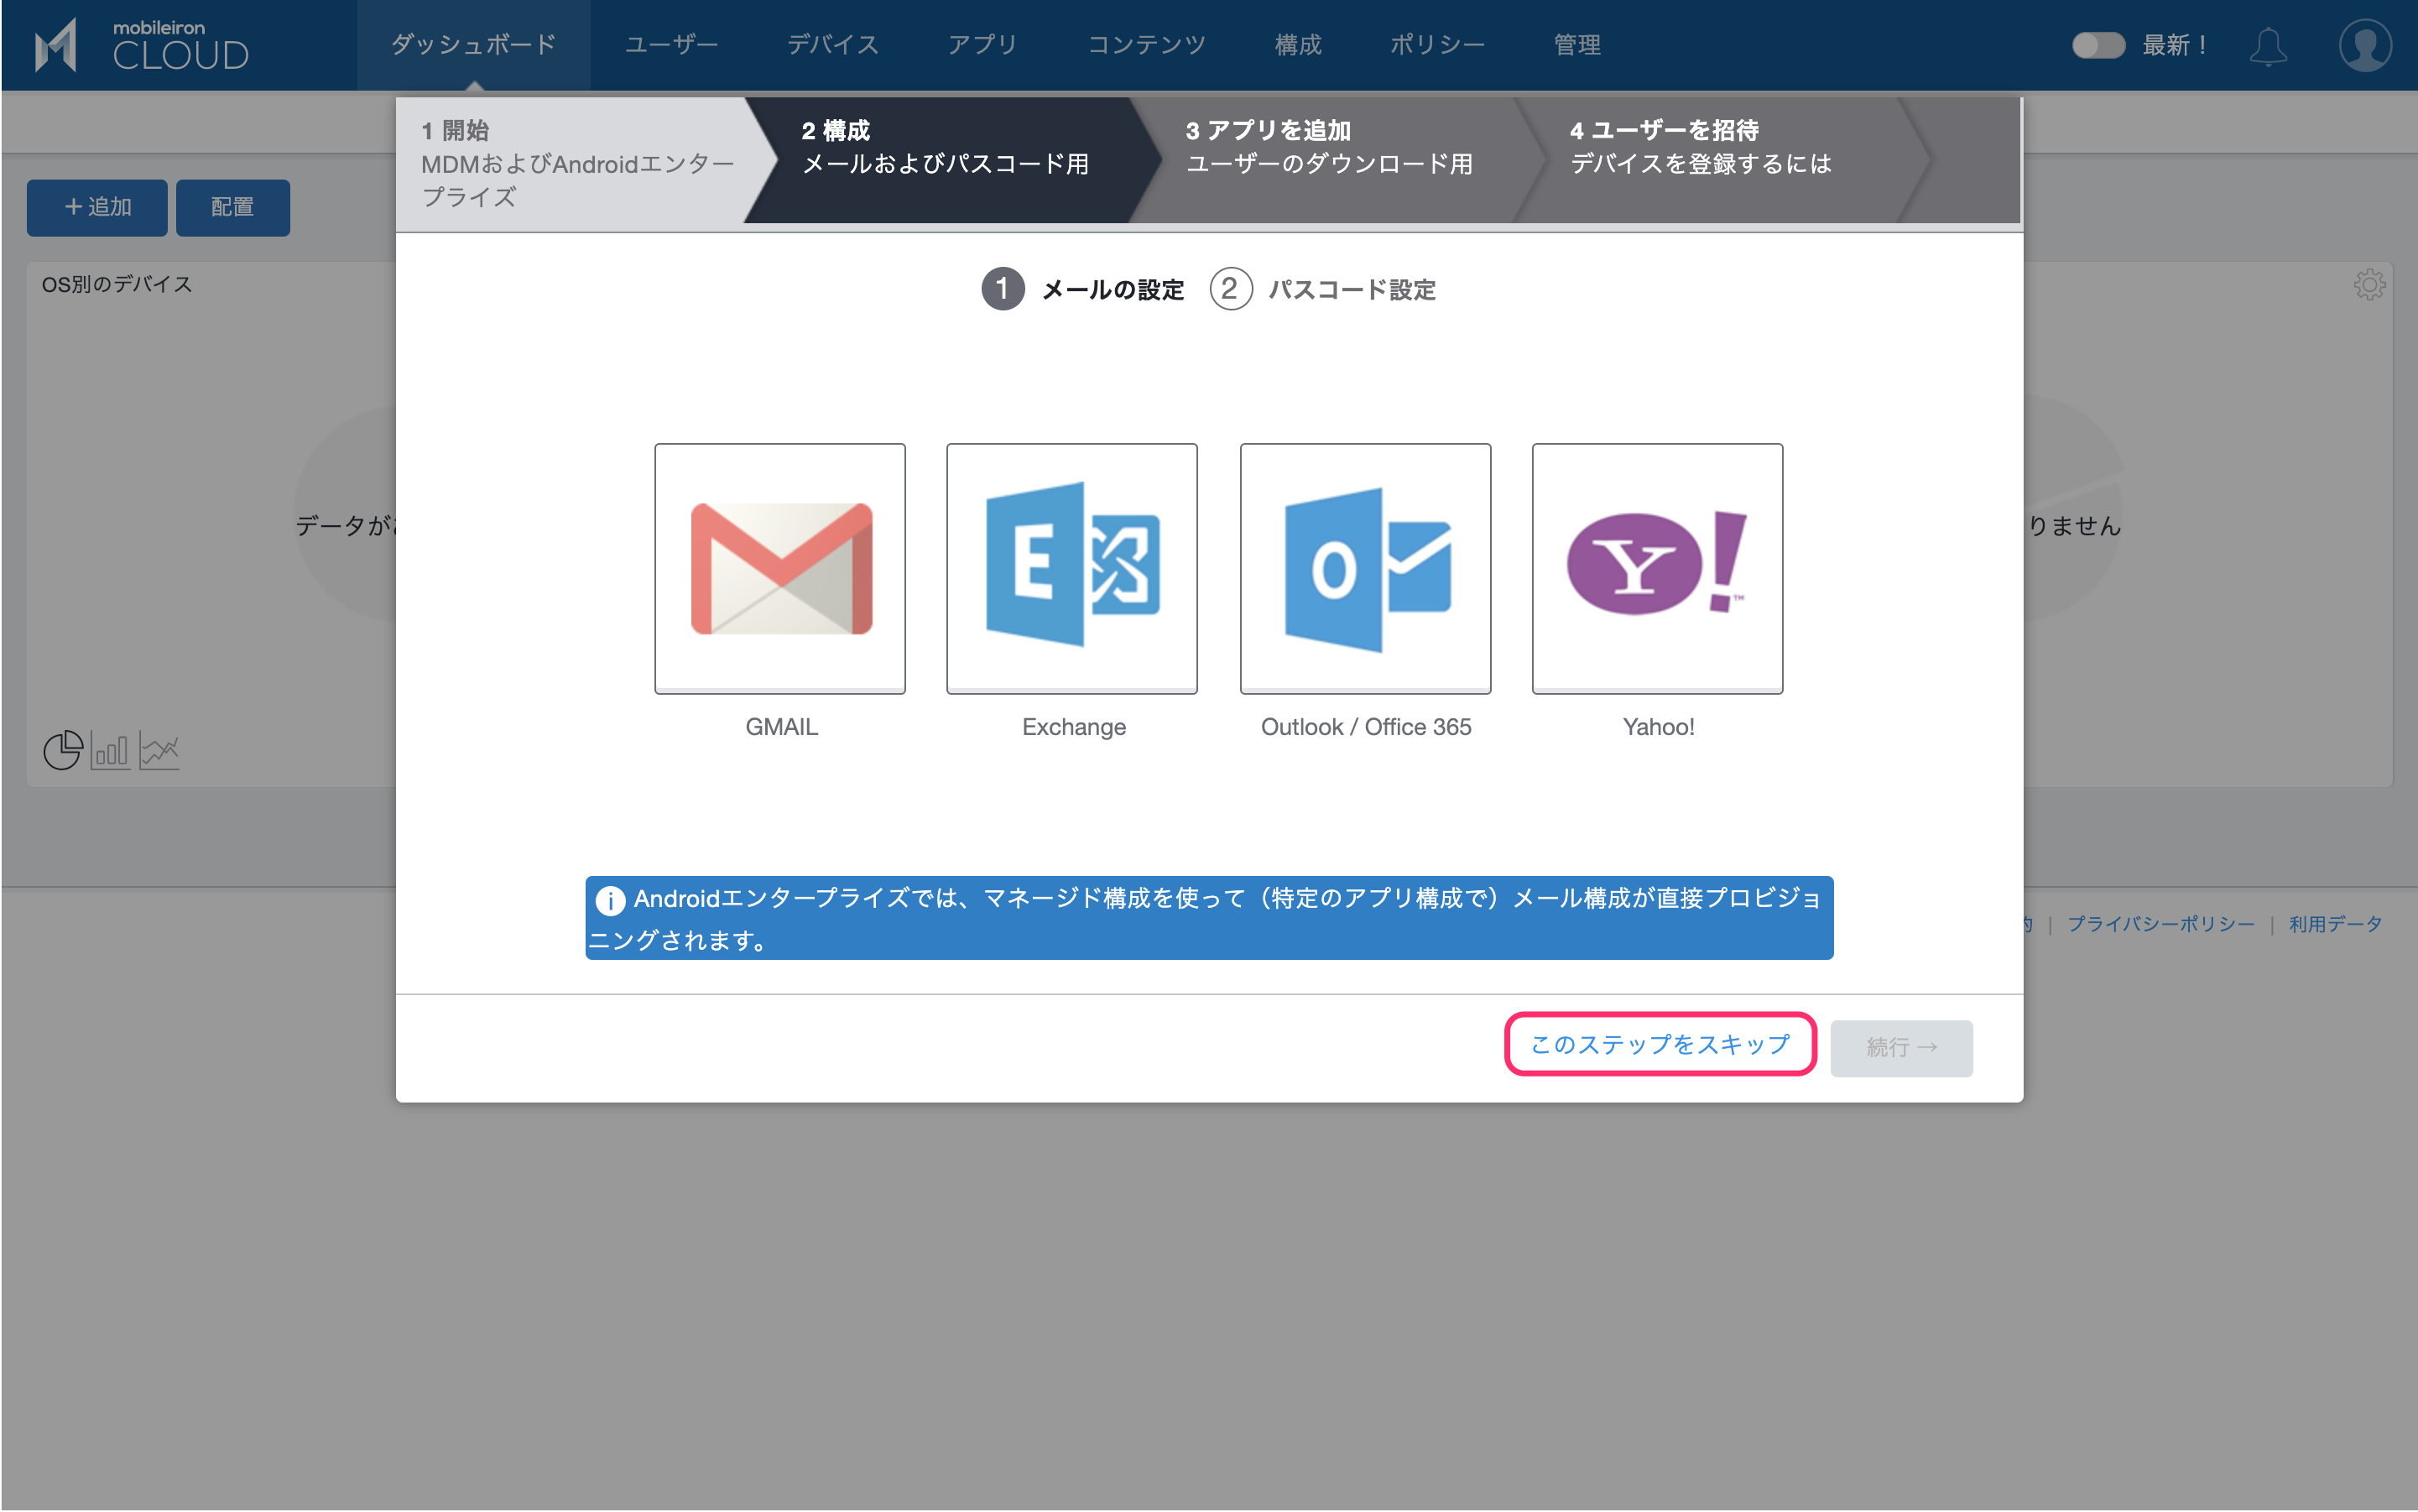 mobileiron
CLOUD
ダッシュボード
ユーザー
デバイス
アプリ
コンテンツ
構成
ポリシー
管理
最新！
1 開始
MDMおよびAndroidエンター
プライズ
2 構成
メールおよびパスコード用
3 アプリを追加
ユーザーのダウンロード用
4 ユーザーを招待
デバイスを登録するには
+ 追加
配置
OS別のデバイス
1 メールの設定
2 パスコード設定
データが
りません
GMAIL
Exchange
Outlook / Office 365
Yahoo!
Androidエンタープライズでは、マネージド構成を使って（特定のアプリ構成で）メール構成が直接プロビジョ
ニングされます。
| プライバシーポリシー | 利用データ
このステップをスキップ
続行 →